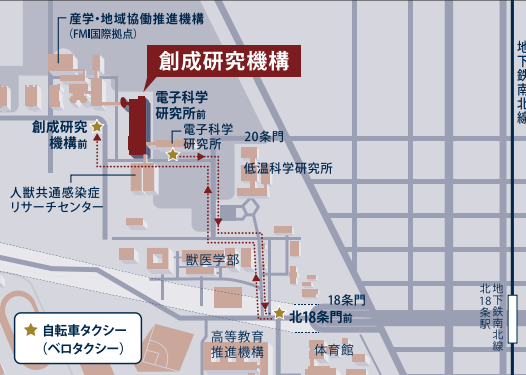 産学・地域協働推進機構
(FMI国際拠点)
創成研究機構
電子科学
研究所前
創成研究
機構前
電子科学
研究所
20条門
低温科学研究所
人獣共通感染症
リサーチセンター
獣医学部
18条門
北18条門前
高等教育
推進機構
体育館
自転車タクシー
(ベロタクシー)
地下鉄南北線
地下鉄南北線
北18条駅